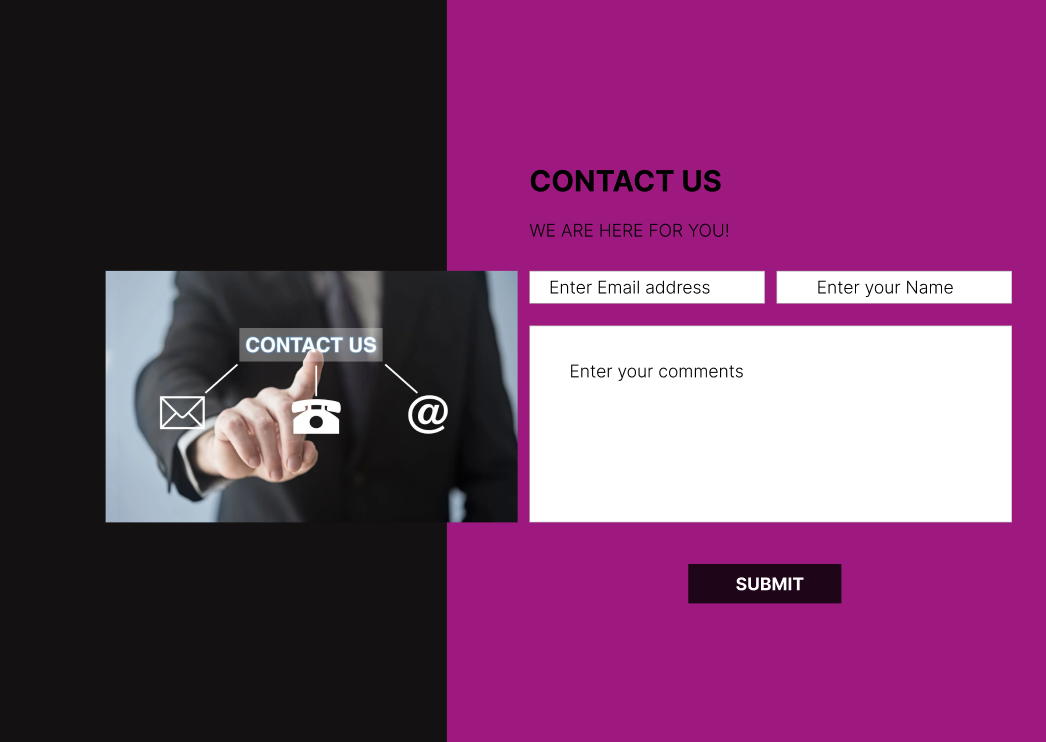 CONTACT US
WE ARE HERE FOR YOU!
CONTACT US
@
Enter Email address
Enter your Name
Enter your comments
SUBMIT